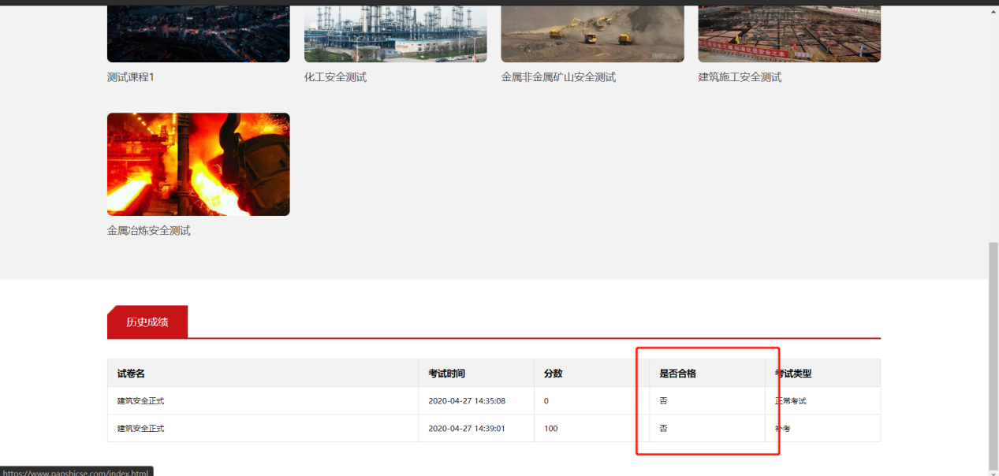 测试课程1
化工安全测试
金属非金属矿山安全测试
建筑施工安全测试
金属冶炼安全测试
历史成绩
试卷名 考试时间 分数 是否合格 考试类型
建筑安全正式 2020-04-27 14:35:08 0 否 正常考试
建筑安全正式 2020-04-27 14:39:01 100 否 补考
https://www.panshicse.com/index.html